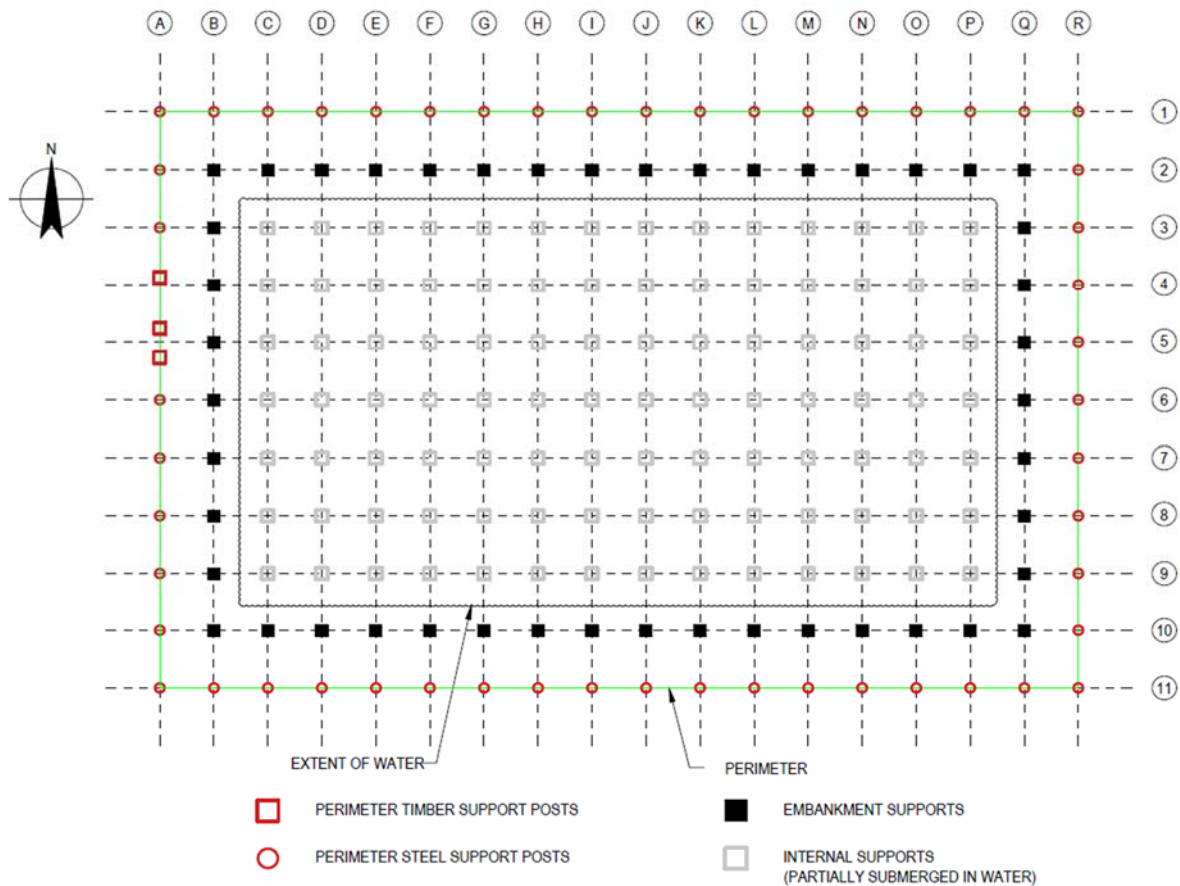 A B C D E F G H I J K L M N O P Q R
1
N
2
3
4
5
6
7
8
9
10
11
EXTENT OF WATER
PERIMETER
PERIMETER TIMBER SUPPORT POSTS
EMBANKMENT SUPPORTS
PERIMETER STEEL SUPPORT POSTS
INTERNAL SUPPORTS
(PARTIALLY SUBMERGED IN WATER)